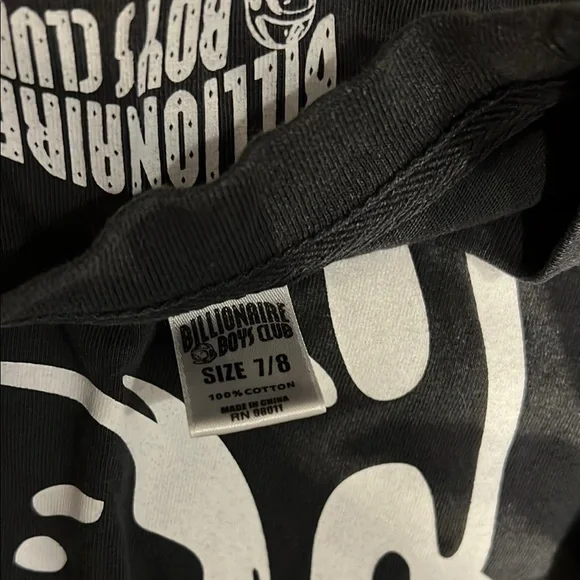 BILLIONAIRE
BOYS CLUB
BILLIONAIRE
BOYS CLUB
SIZE 7/8
100% COTTON
MADE IN CHINA
RN 98011